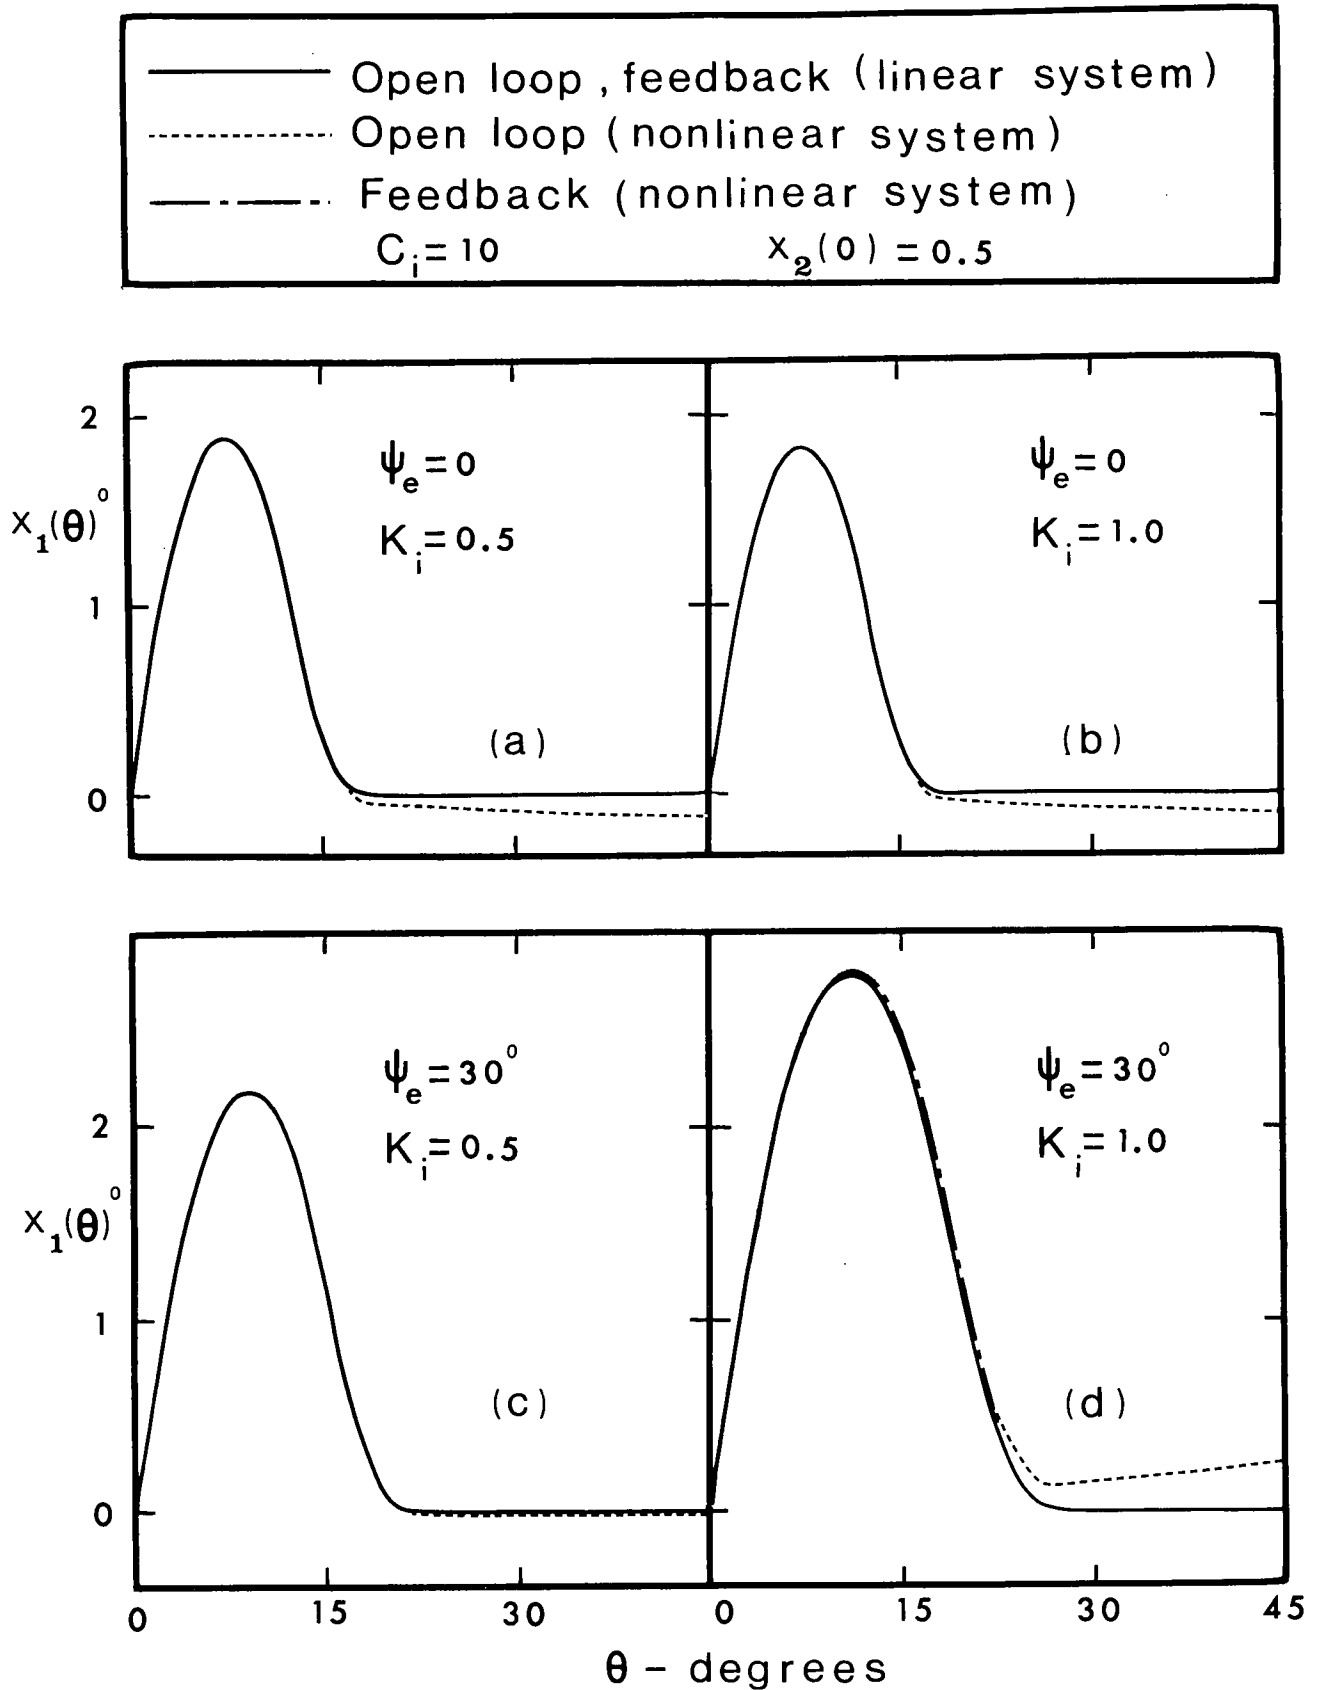 Open loop, feedback (linear system)
Open loop (nonlinear system)
Feedback (nonlinear system)
C_i = 10 x_2(0) = 0.5
2
ψ_e = 0
K_i = 0.5
x_1(θ)°
1
(a)
0
ψ_e = 0
K_i = 1.0
(b)
ψ_e = 30°
K_i = 0.5
2
x_1(θ)°
1
(c)
0
ψ_e = 30°
K_i = 1.0
(d)
0 15 30 0 15 30 45
θ - degrees